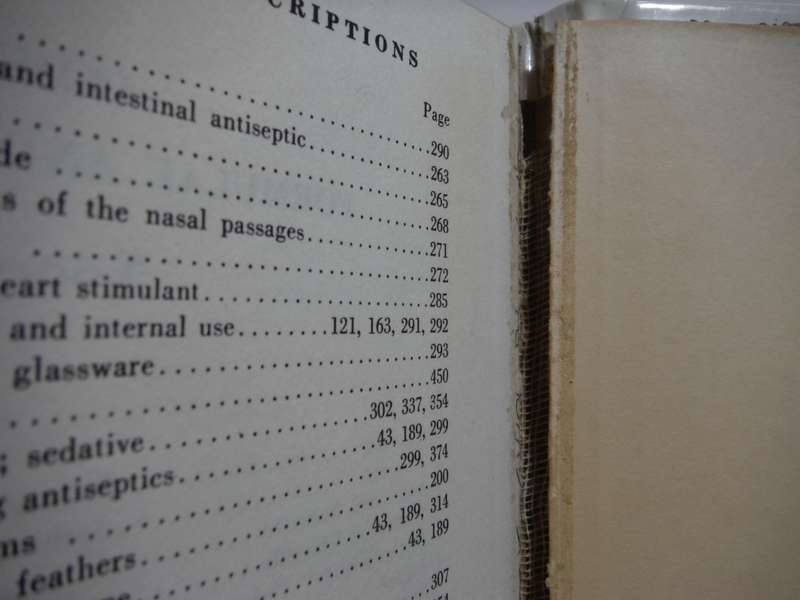 CRIPTIONS
Page
........................................290
and intestinal antiseptic..............263
........................................265
de ........................................268
s of the nasal passages..............271
........................................272
eart stimulant........................285
and internal use........121, 163, 291, 292
glassware........................293
........................................450
; sedative........................302, 337, 354
antiseptics........................43, 189, 299
ms ........................299, 374
feathers........................200
........................43, 189, 314
........................43, 189
307